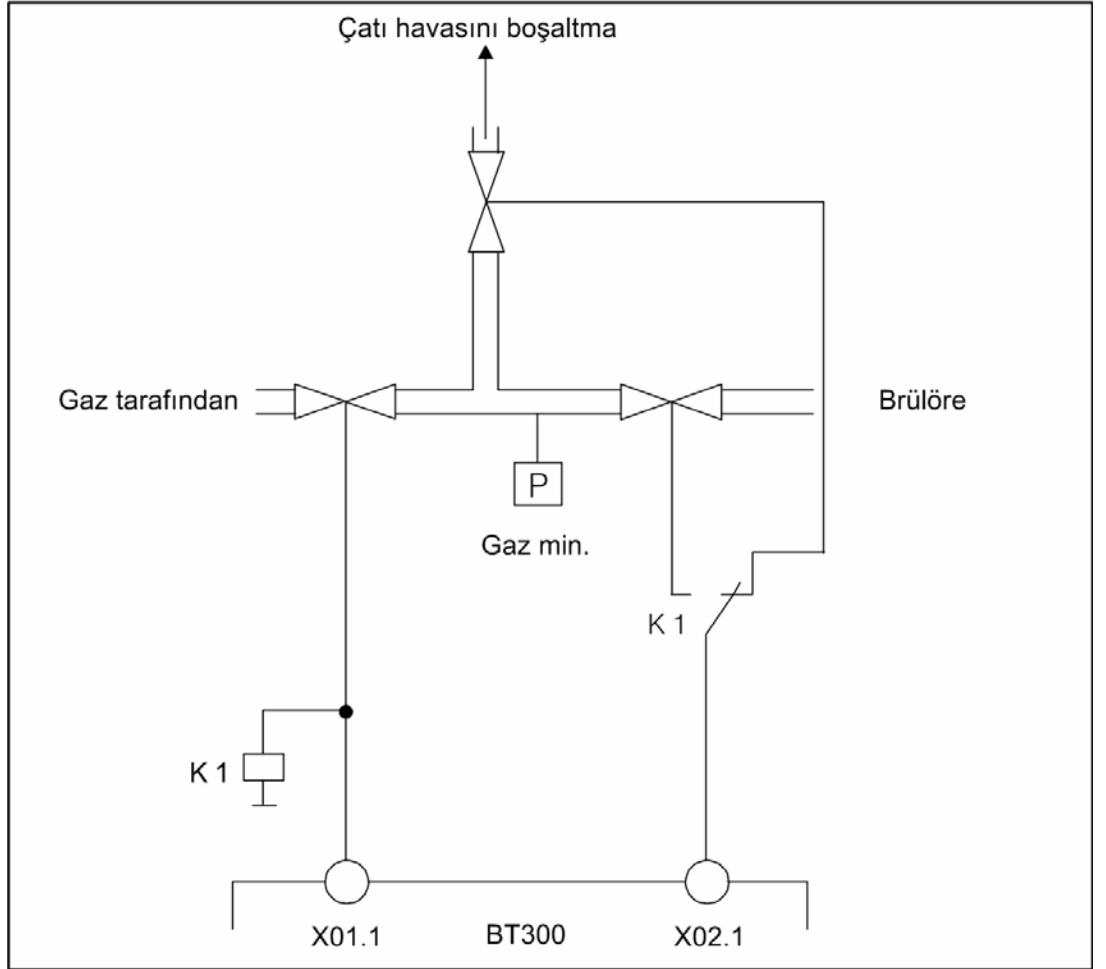 Çatı havasını boşaltma
Gaz tarafından
Brülöre
P
Gaz min.
K 1
K 1
X01.1
BT300
X02.1